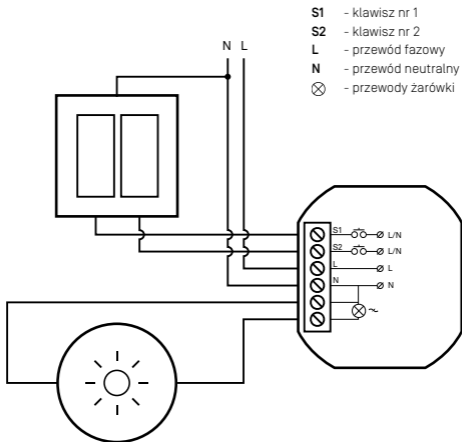 S1 - klawisz nr 1
S2 - klawisz nr 2
L - przewód fazowy
N - przewód neutralny
- przewody żarówki
N L
S1 L/N
S2 L/N
L L
N N